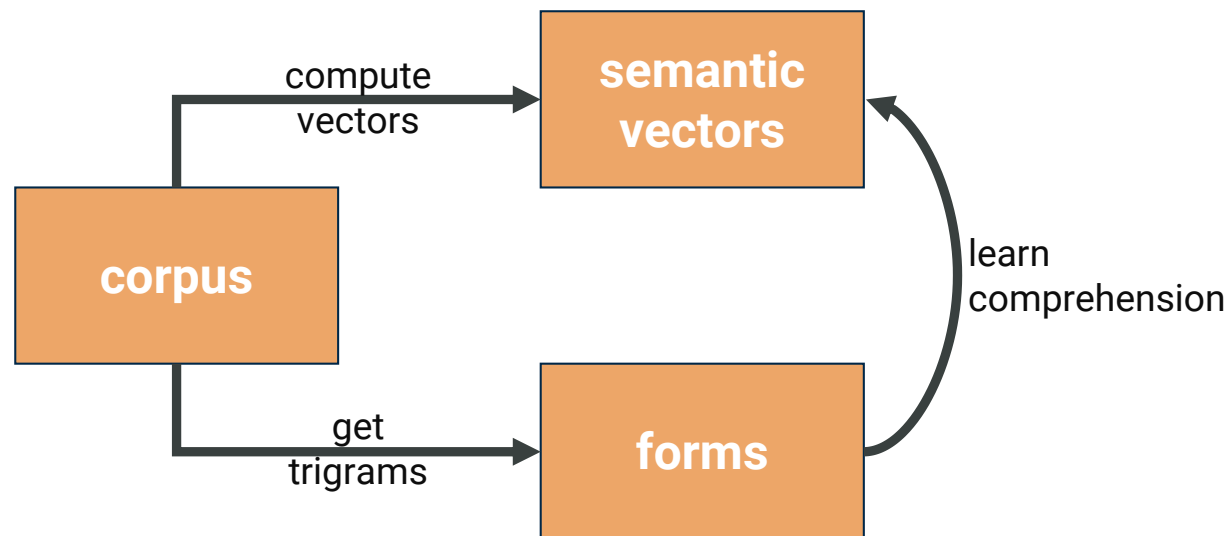 compute
vectors
semantic
vectors
corpus
learn
comprehension
get
trigrams
forms